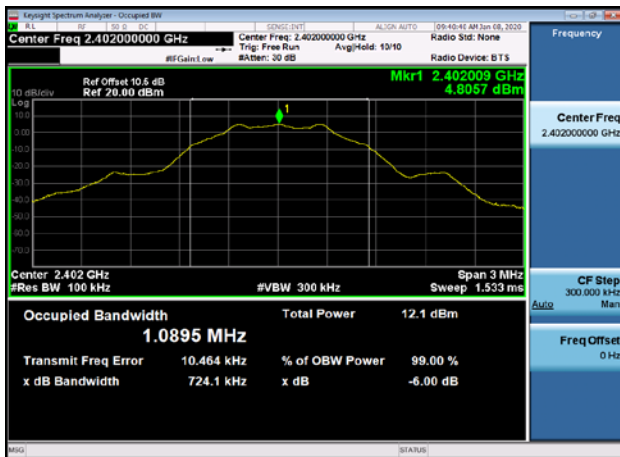 Keysight Spectrum Analyzer - Occupied BW
RL RF 50 Ω DC SENSE:INT ALIGN AUTO 09:40:46 AM Jun 08, 2020
Center Freq 2.402000000 GHz Center Freq: 2.402000000 GHz Radio Std: None
Trig: Free Run Avg|Hold: 10/10
#IFGain:Low #Atten: 30 dB Radio Device: BTS
Frequency
Mkr1 2.402009 GHz
4.8057 dBm
Ref Offset 10.5 dB
10 dB/div Ref 20.00 dBm
Log
10.0
1
0.00
-10.0
-20.0
-30.0
-40.0
-50.0
-60.0
-70.0
Center 2.402 GHz Span 3 MHz
#Res BW 100 kHz #VBW 300 kHz Sweep 1.533 ms
Occupied Bandwidth Total Power 12.1 dBm
1.0895 MHz
Transmit Freq Error 10.464 kHz % of OBW Power 99.00 %
x dB Bandwidth 724.1 kHz x dB -6.00 dB
Center Freq
2.402000000 GHz
CF Step
300.000 kHz
Auto Man
Freq Offset
0 Hz
MSG STATUS